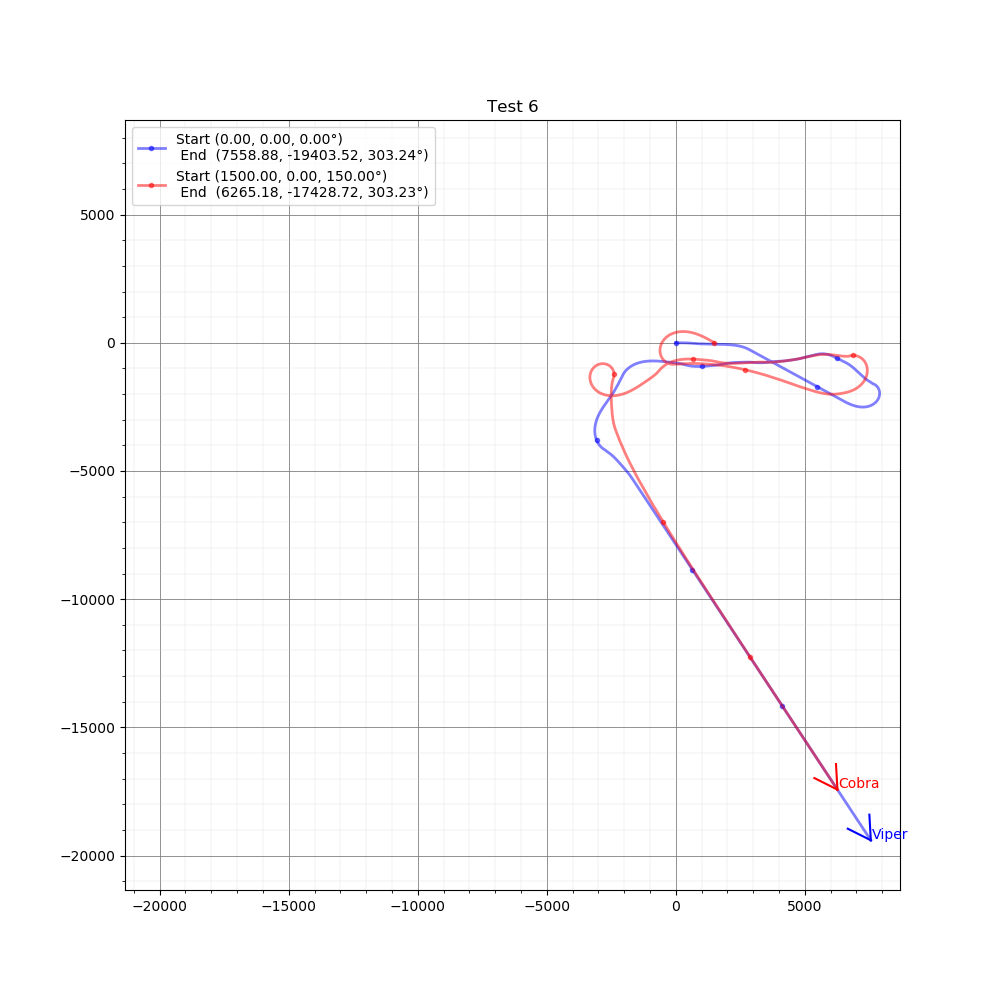 Test 6
Start (0.00, 0.00, 0.00°)
End  (7558.88, -19403.52, 303.24°)
Start (1500.00, 0.00, 150.00°)
End  (6265.18, -17428.72, 303.23°)
5000
0
−5000
−10000
−15000
−20000
Cobra
Viper
−20000 −15000 −10000 −5000 0 5000